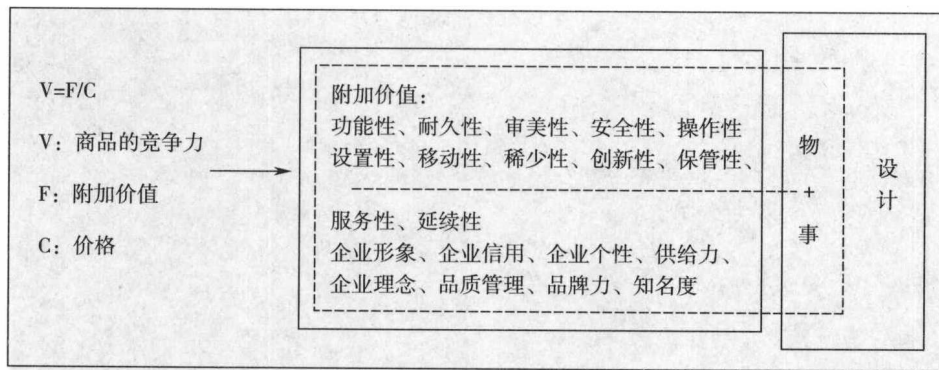 V=F/C
V：商品的竞争力
F：附加价值
C：价格
附加价值：
功能性、耐久性、审美性、安全性、操作性
设置性、移动性、稀少性、创新性、保管性、
服务性、延续性
企业形象、企业信用、企业个性、供给力、
企业理念、品质管理、品牌力、知名度
物
+
事
设
计